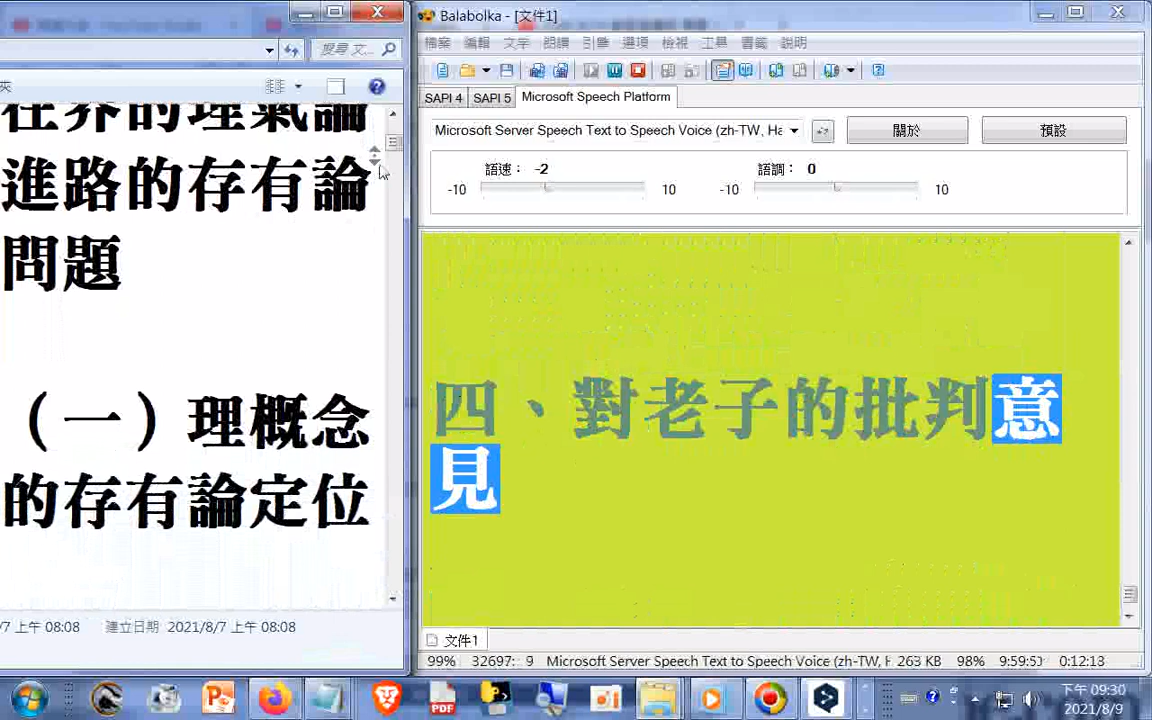 搜尋 文...
夾
在界的理氣論
進路的存有論
問題
（一）理概念
的存有論定位
/7 上午 08:08 建立日期 2021/8/7 上午 08:08
Balabolka - [文件1]
檔案 編輯 文字 朗讀 引擎 選項 檢視 工具 書籤 說明
SAPI 4 SAPI 5 Microsoft Speech Platform
Microsoft Server Speech Text to Speech Voice (zh-TW, Ha 關於 預設
語速： -2 語調： 0
-10 10 -10 10
四、對老子的批判意
見
文件1
99% 32697: 9 Microsoft Server Speech Text to Speech Voice (zh-TW, H 263 KB 98% 9:59:50 0:12:13
PDF
下午 09:30
2021/8/9